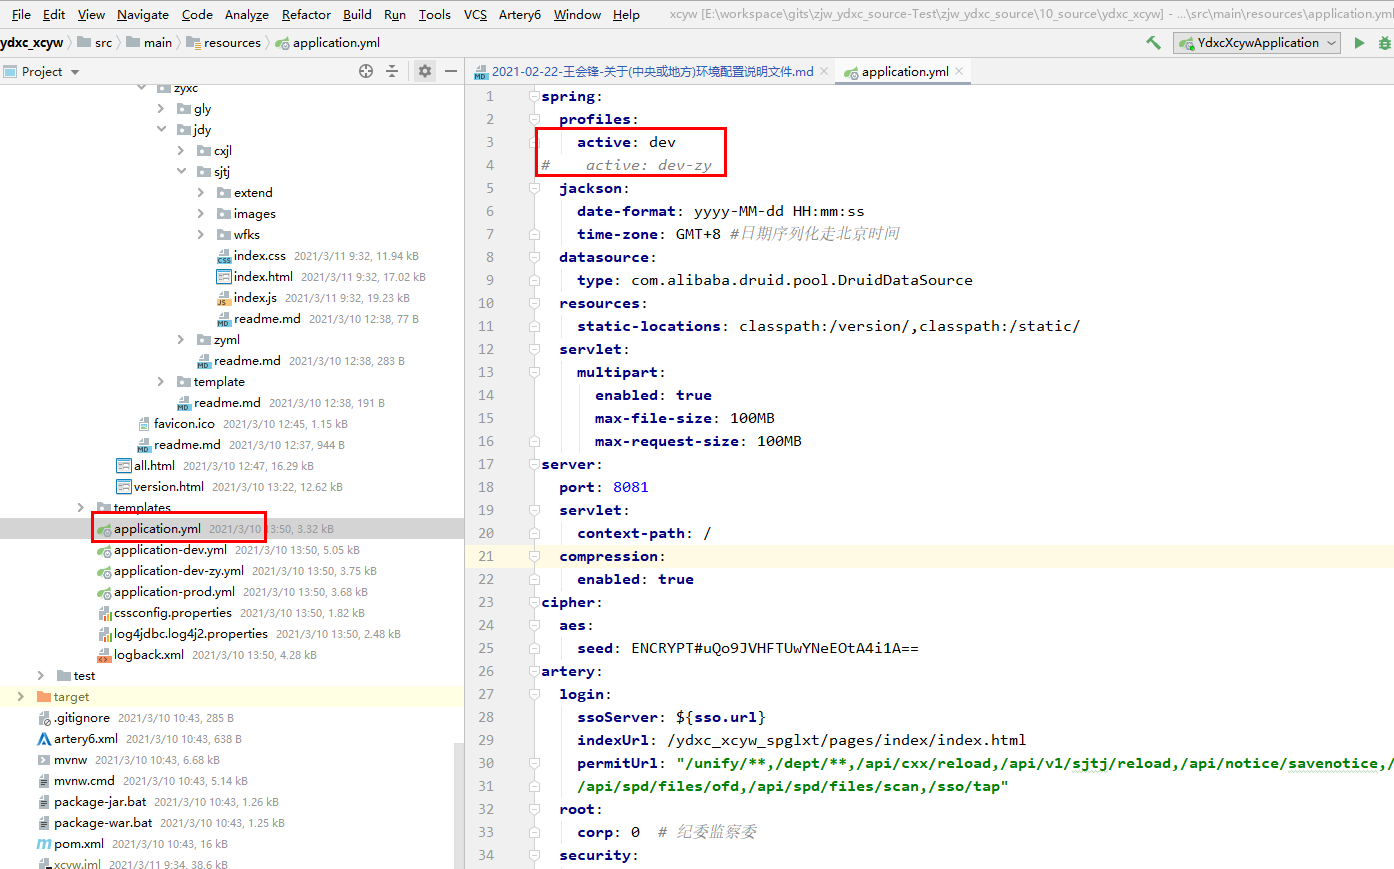 File Edit View Navigate Code Analyze Refactor Build Run Tools VCS Artery6 Window Help xcyw [E:\workspace\gits\zjw_ydxc_source-Test\zjw_ydxc_source\10_source\ydxc_xcyw] - ...\src\main\resources\application.yml
ydxc_xcyw src main resources application.yml YdxcXcywApplication
Project
zyxc
gly
jdy
cxjl
sjtj
extend
images
wfks
index.css 2021/3/11 9:32, 11.94 kB
index.html 2021/3/11 9:32, 17.02 kB
index.js 2021/3/11 9:32, 19.23 kB
readme.md 2021/3/10 12:38, 77 B
zyml
readme.md 2021/3/10 12:38, 283 B
template
readme.md 2021/3/10 12:38, 191 B
favicon.ico 2021/3/10 12:45, 1.15 kB
readme.md 2021/3/10 12:37, 944 B
all.html 2021/3/10 12:47, 16.29 kB
version.html 2021/3/10 13:22, 12.62 kB
templates
application.yml 2021/3/10 13:50, 3.32 kB
application-dev.yml 2021/3/10 13:50, 5.05 kB
application-dev-zy.yml 2021/3/10 13:50, 3.75 kB
application-prod.yml 2021/3/10 13:50, 3.68 kB
cssconfig.properties 2021/3/10 13:50, 1.82 kB
log4jdbc.log4j2.properties 2021/3/10 13:50, 2.48 kB
logback.xml 2021/3/10 13:50, 4.28 kB
test
target
.gitignore 2021/3/10 10:43, 285 B
artery6.xml 2021/3/10 10:43, 638 B
mvnw 2021/3/10 10:43, 6.68 kB
mvnw.cmd 2021/3/10 10:43, 5.14 kB
package-jar.bat 2021/3/10 10:43, 1.26 kB
package-war.bat 2021/3/10 10:43, 1.25 kB
pom.xml 2021/3/10 10:43, 16 kB
xcyw.iml 2021/3/11 9:34, 38.6 kB
2021-02-22-王会锋-关于(中央或地方)环境配置说明文件.md application.yml
1 spring:
2 profiles:
3 active: dev
4 # active: dev-zy
5 jackson:
6 date-format: yyyy-MM-dd HH:mm:ss
7 time-zone: GMT+8 #日期序列化走北京时间
8 datasource:
9 type: com.alibaba.druid.pool.DruidDataSource
10 resources:
11 static-locations: classpath:/version/,classpath:/static/
12 servlet:
13 multipart:
14 enabled: true
15 max-file-size: 100MB
16 max-request-size: 100MB
17 server:
18 port: 8081
19 servlet:
20 context-path: /
21 compression:
22 enabled: true
23 cipher:
24 aes:
25 seed: ENCRYPT#uQo9JVHFTUwYNeEOtA4i1A==
26 artery:
27 login:
28 ssoServer: ${sso.url}
29 indexUrl: /ydxc_xcyw_spglxt/pages/index/index.html
30 permitUrl: "/unify/**,/dept/**,/api/cxx/reload,/api/v1/sjtj/reload,/api/notice/savenotice,/
31 /api/spd/files/ofd,/api/spd/files/scan,/sso/tap"
32 root:
33 corp: 0 # 纪委监察委
34 security: